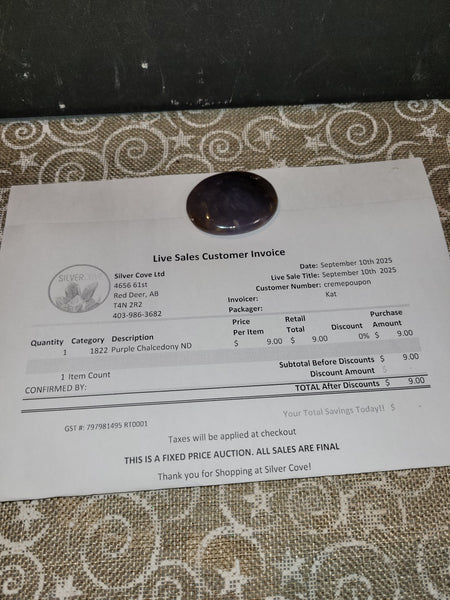 Live Sales Customer Invoice
SILVER
Silver Cove Ltd
4656 61st
Red Deer, AB
T4N 2R2
403-986-3682
Date: September 10th 2025
Live Sale Title: September 10th 2025
Customer Number: cremepoupon
Invoicer: Kat
Packager:
Quantity Category Description Price Per Item Retail Total Discount Purchase Amount
1 1822 Purple Chalcedony ND $ 9.00 $ 9.00 0% $ 9.00
1 Item Count Subtotal Before Discounts $ 9.00
Discount Amount $
CONFIRMED BY: TOTAL After Discounts $ 9.00
Your Total Savings Today!! $
GST #: 797981495 RT0001
Taxes will be applied at checkout
THIS IS A FIXED PRICE AUCTION. ALL SALES ARE FINAL
Thank you for Shopping at Silver Cove!